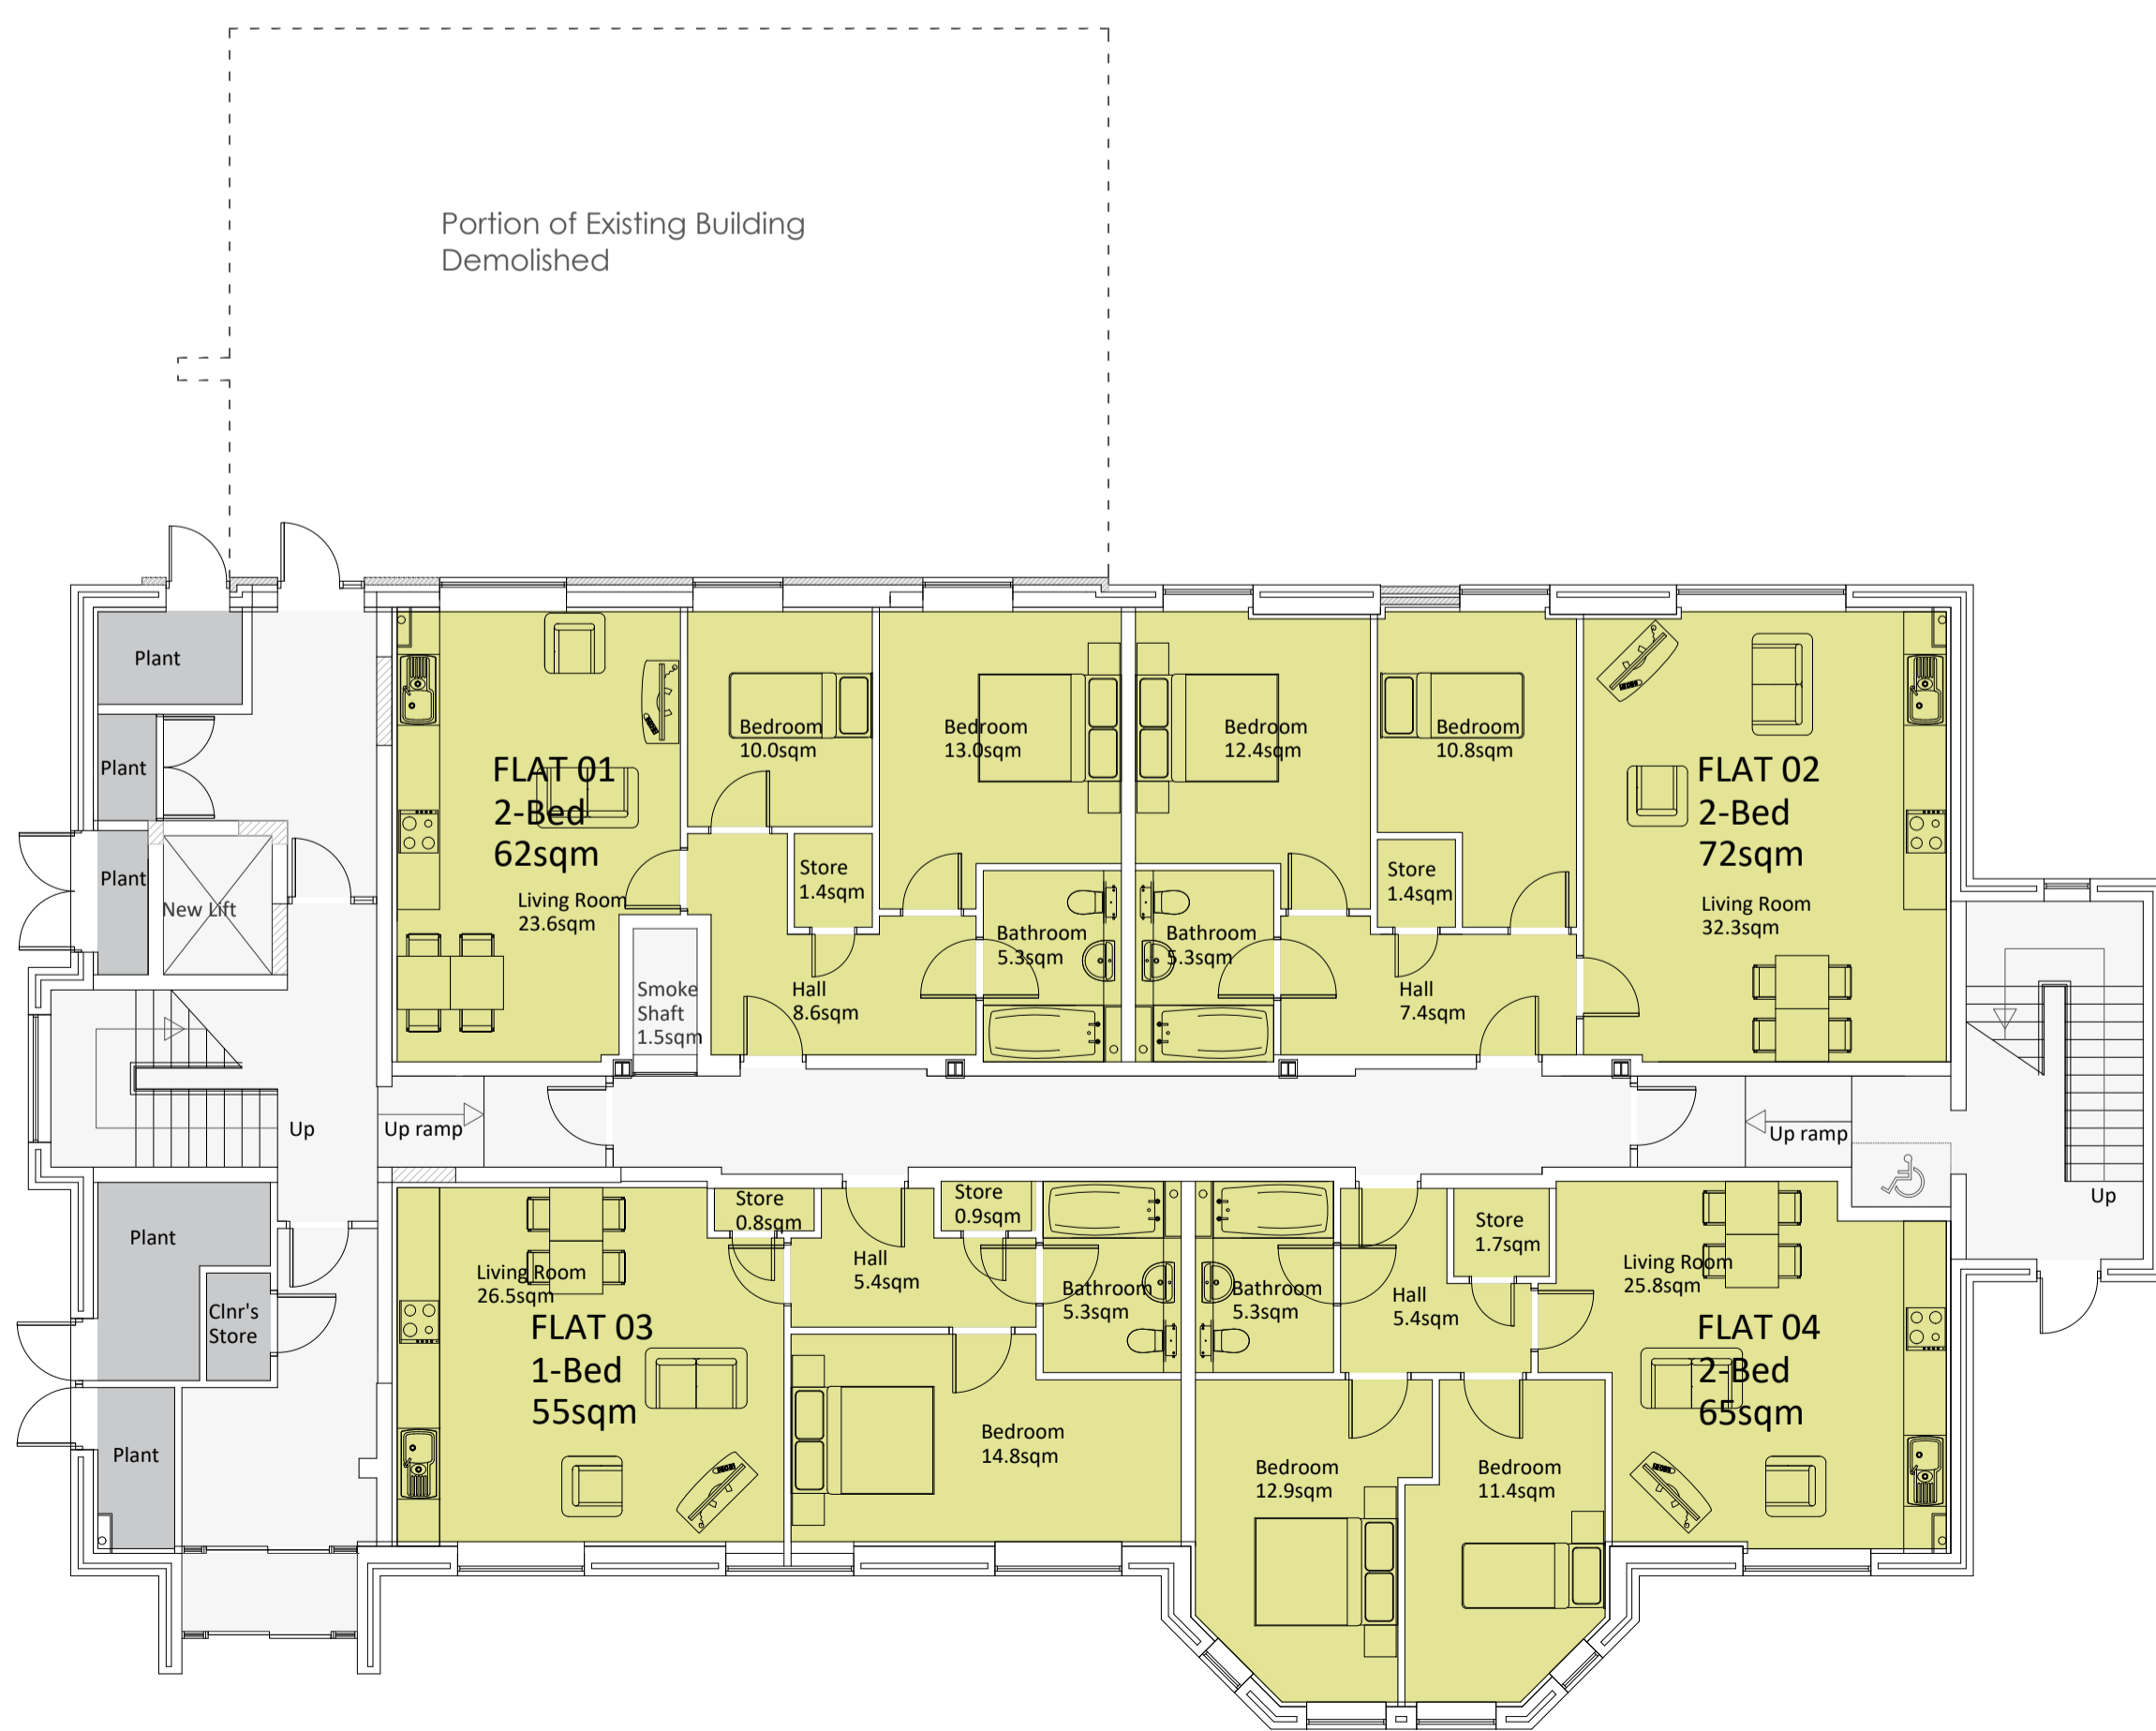 Portion of Existing Building
Demolished
Plant
Plant
Plant
New Lift
Up
Up ramp
FLAT 01
2-Bed
62sqm
Living Room
23.6sqm
Bedroom
10.0sqm
Bedroom
13.0sqm
Store
1.4sqm
Smoke
Shaft
1.5sqm
Hall
8.6sqm
Bathroom
5.3sqm
Bedroom
12.4sqm
Bedroom
10.8sqm
Store
1.4sqm
Bathroom
5.3sqm
Hall
7.4sqm
FLAT 02
2-Bed
72sqm
Living Room
32.3sqm
Up ramp
Up
Plant
Clnr's
Store
Plant
Living Room
26.5sqm
FLAT 03
1-Bed
55sqm
Store
0.8sqm
Hall
5.4sqm
Store
0.9sqm
Bathroom
5.3sqm
Bedroom
14.8sqm
Bathroom
5.3sqm
Hall
5.4sqm
Store
1.7sqm
Bedroom
12.9sqm
Bedroom
11.4sqm
Living Room
25.8sqm
FLAT 04
2-Bed
65sqm